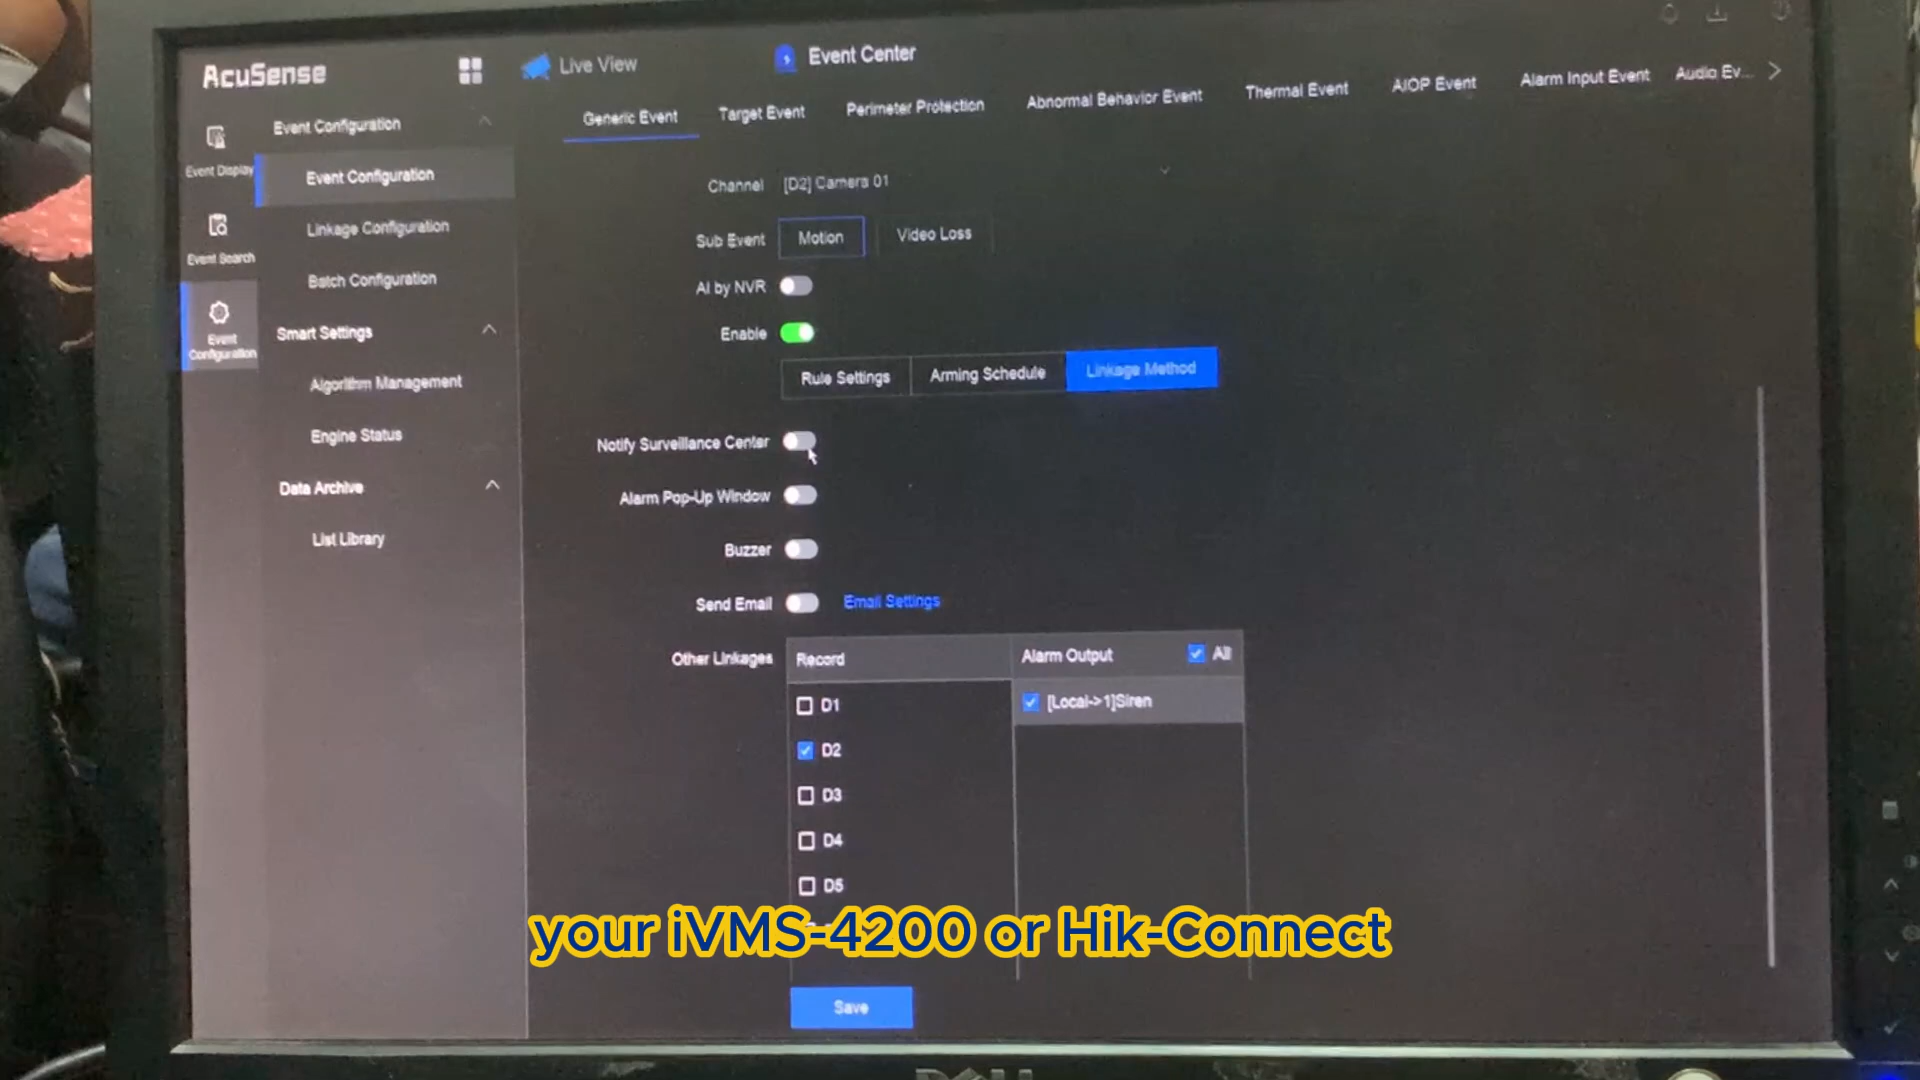 AcuSense
Live View
Event Center
Generic Event
Target Event
Perimeter Protection
Abnormal Behavior Event
Thermal Event
AIOP Event
Alarm Input Event
Audio Ev...
Event Display
Event Search
Event
Configuration
Event Configuration
Event Configuration
Linkage Configuration
Batch Configuration
Smart Settings
Algorithm Management
Engine Status
Data Archive
List Library
Channel [D2] Camera 01
Sub Event Motion Video Loss
AI by NVR
Enable
Rule Settings Arming Schedule Linkage Method
Notify Surveillance Center
Alarm Pop-Up Window
Buzzer
Send Email Email Settings
Other Linkages Record Alarm Output All
D1 [Local->1]Siren
D2
D3
D4
D5
your iVMS-4200 or Hik-Connect
Save
DELL